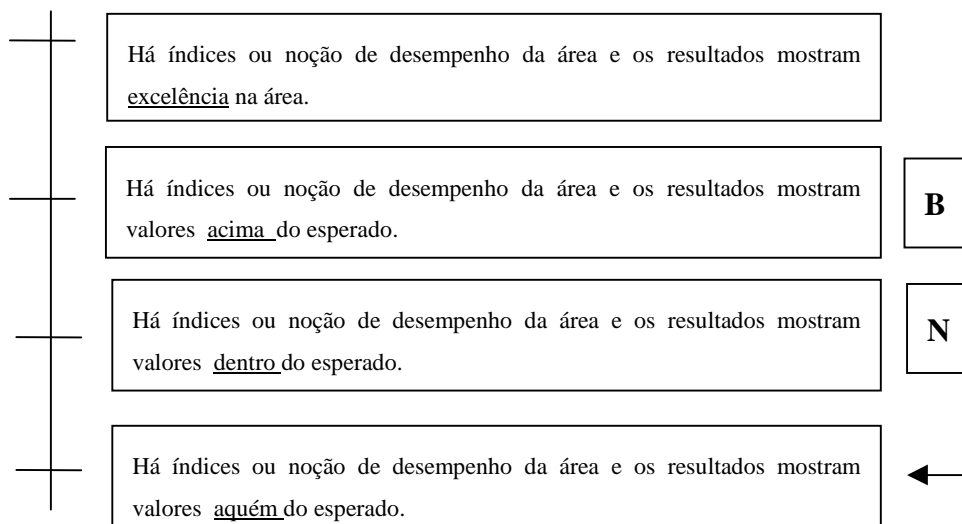 Há índices ou noção de desempenho da área e os resultados mostram
excelência na área.
Há índices ou noção de desempenho da área e os resultados mostram
valores acima do esperado.
B
Há índices ou noção de desempenho da área e os resultados mostram
valores dentro do esperado.
N
Há índices ou noção de desempenho da área e os resultados mostram
valores aquém do esperado.